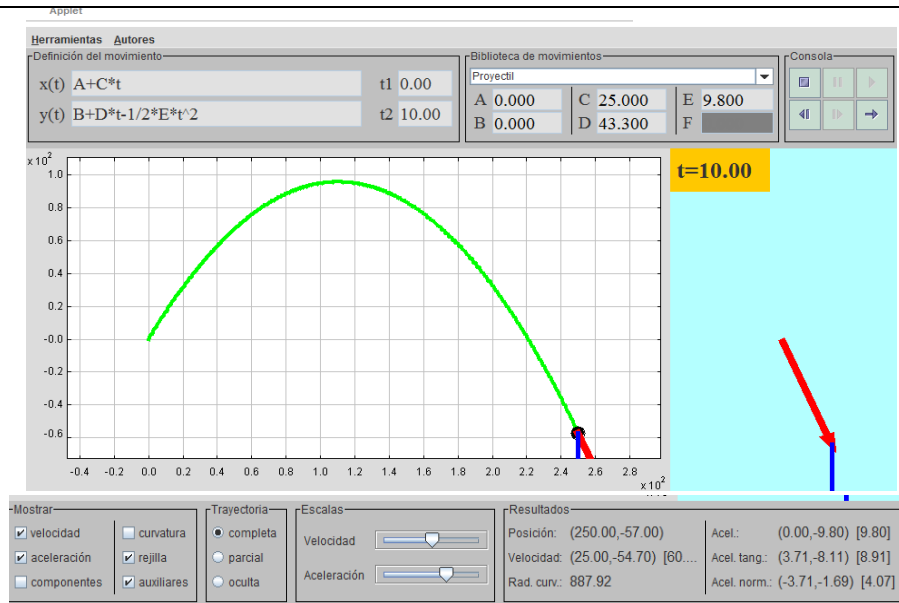 Applet
Herramientas Autores
Definición del movimiento
x(t) A+C*t t1 0.00
y(t) B+D*t-1/2*E*t^2 t2 10.00
Biblioteca de movimientos
Proyectil
A 0.000 C 25.000 E 9.800
B 0.000 D 43.300 F
Consola
x10^2
1.0
0.8
0.6
0.4
0.2
-0.0
-0.2
-0.4
-0.6
-0.4 -0.2 0.0 0.2 0.4 0.6 0.8 1.0 1.2 1.4 1.6 1.8 2.0 2.2 2.4 2.6 2.8
x10^2
t=10.00
Mostrar
velocidad curvatura
aceleración rejilla
componentes auxiliares
Trayectoria
completa
parcial
oculta
Escalas
Velocidad
Aceleración
Resultados
Posición: (250.00,-57.00) Acel.: (0.00,-9.80) [9.80]
Velocidad: (25.00,-54.70) [60.... Acel. tang.: (3.71,-8.11) [8.91]
Rad. curv.: 887.92 Acel. norm.: (-3.71,-1.69) [4.07]